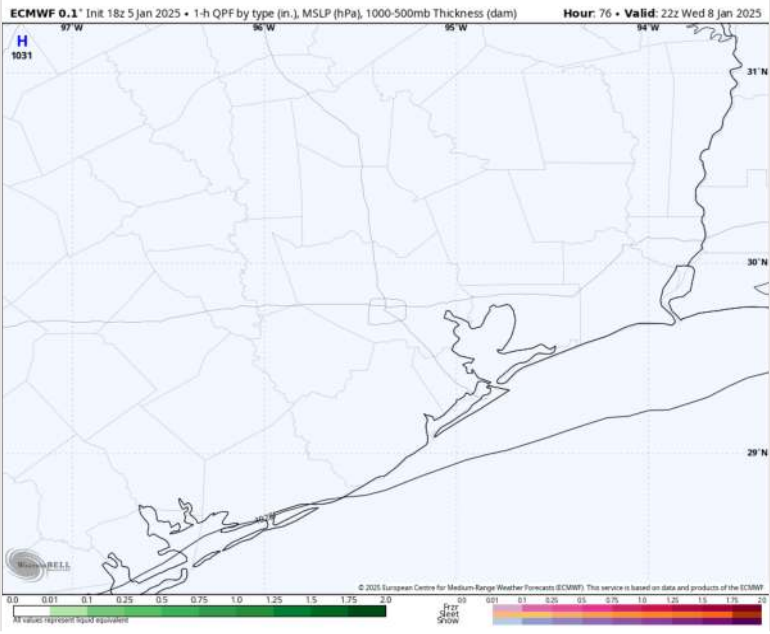 ECMWF 0.1° Init 18z 5 Jan 2025 • 1-h QPF by type (in.), MSLP (hPa), 1000-500mb Thickness (dam) Hour: 76 • Valid: 22z Wed 8 Jan 2025
97°W 96°W 95°W 94°W
H
1031
31°N
30°N
29°N
WeatherBELL
© 2025 European Centre for Medium-Range Weather Forecasts (ECMWF). This service is based on data and products of the ECMWF
0.0 0.01 0.1 0.25 0.5 0.75 1.0 1.25 1.5 1.75 2.0
All values represent liquid equivalent
0.0 0.01 0.1 0.25 0.5 0.75 1.0 1.25 1.5 1.75 2.0
Frzr
Sleet
Snow